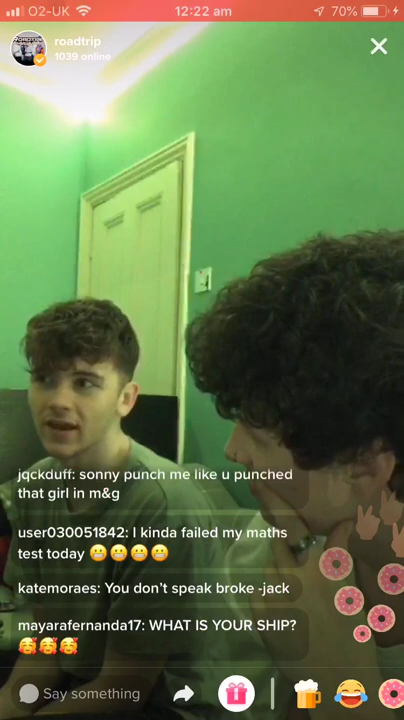 O2-UK 12:22 am 70%
roadtrip
1039 online
jqckduff: sonny punch me like u punched
that girl in m&g
user030051842: I kinda failed my maths
test today 😬😬😬😬
katemoraes: You don't speak broke -jack
mayarafernanda17: WHAT IS YOUR SHIP?
🥰🥰🥰
Say something